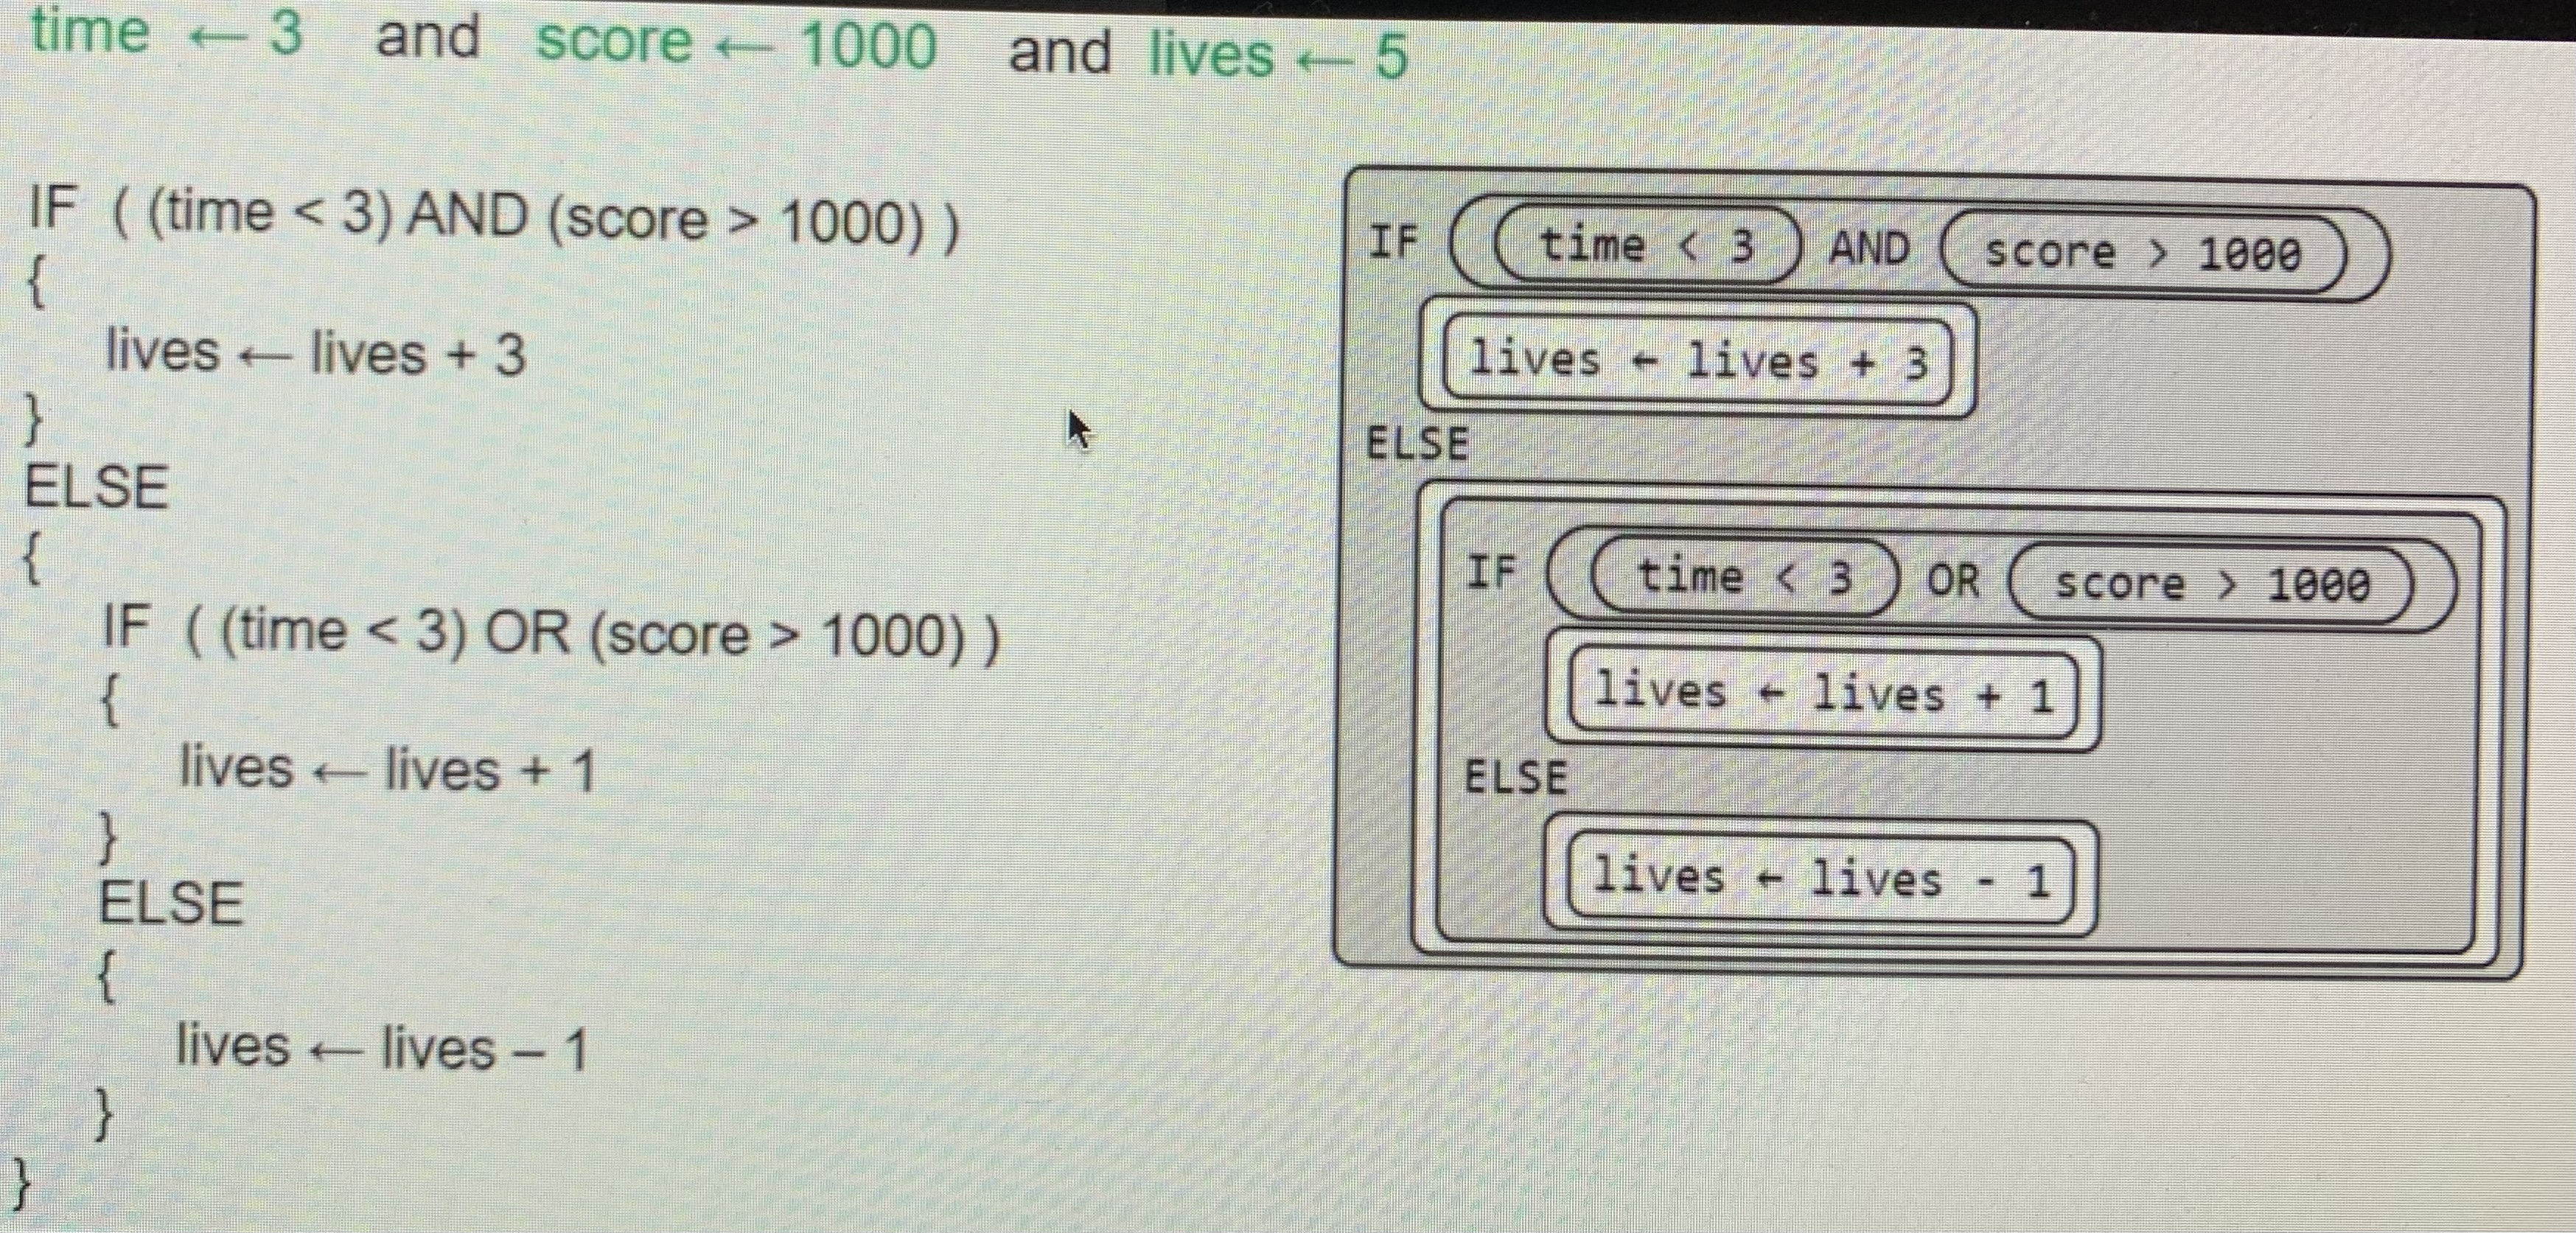 time ← 3 and score ← 1000 and lives ← 5
IF ( (time < 3) AND (score > 1000) )
{
lives ← lives + 3
}
ELSE
{
IF ( (time < 3) OR (score > 1000) )
{
lives ← lives + 1
}
ELSE
{
lives ← lives – 1
}
}
IF time < 3 AND score > 1000
lives ← lives + 3
ELSE
IF time < 3 OR score > 1000
lives ← lives + 1
ELSE
lives ← lives - 1